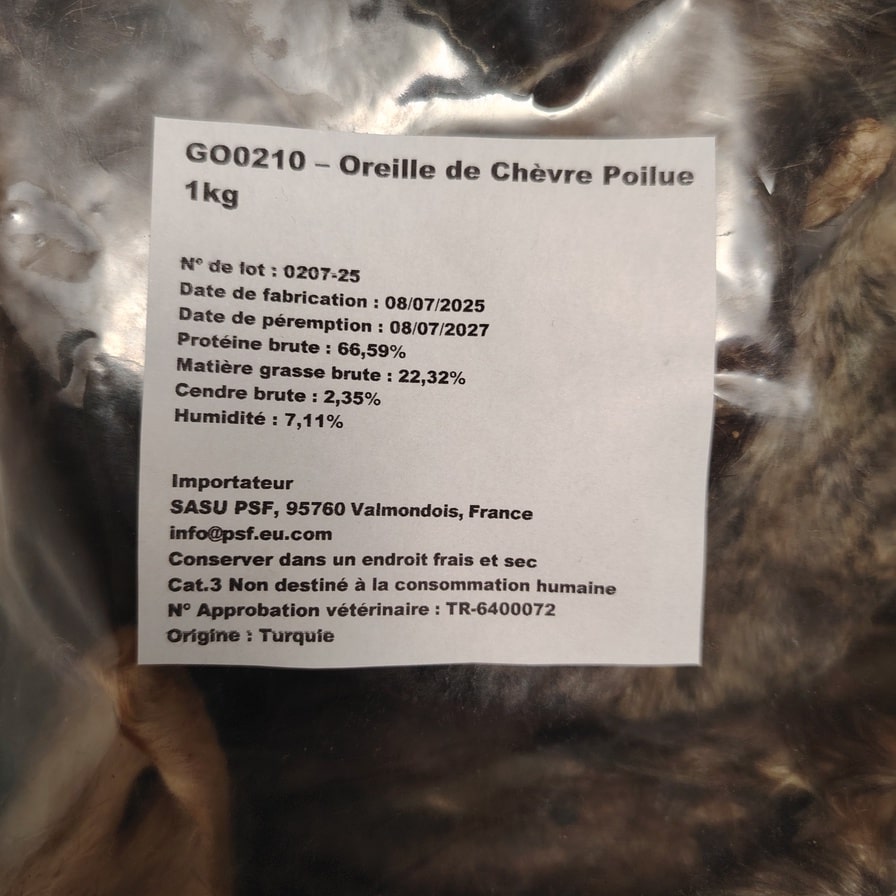 GO0210 – Oreille de Chèvre Poilue
1kg
N° de lot : 0207-25
Date de fabrication : 08/07/2025
Date de péremption : 08/07/2027
Protéine brute : 66,59%
Matière grasse brute : 22,32%
Cendre brute : 2,35%
Humidité : 7,11%
Importateur
SASU PSF, 95760 Valmondois, France
info@psf.eu.com
Conserver dans un endroit frais et sec
Cat.3 Non destiné à la consommation humaine
N° Approbation vétérinaire : TR-6400072
Origine : Turquie